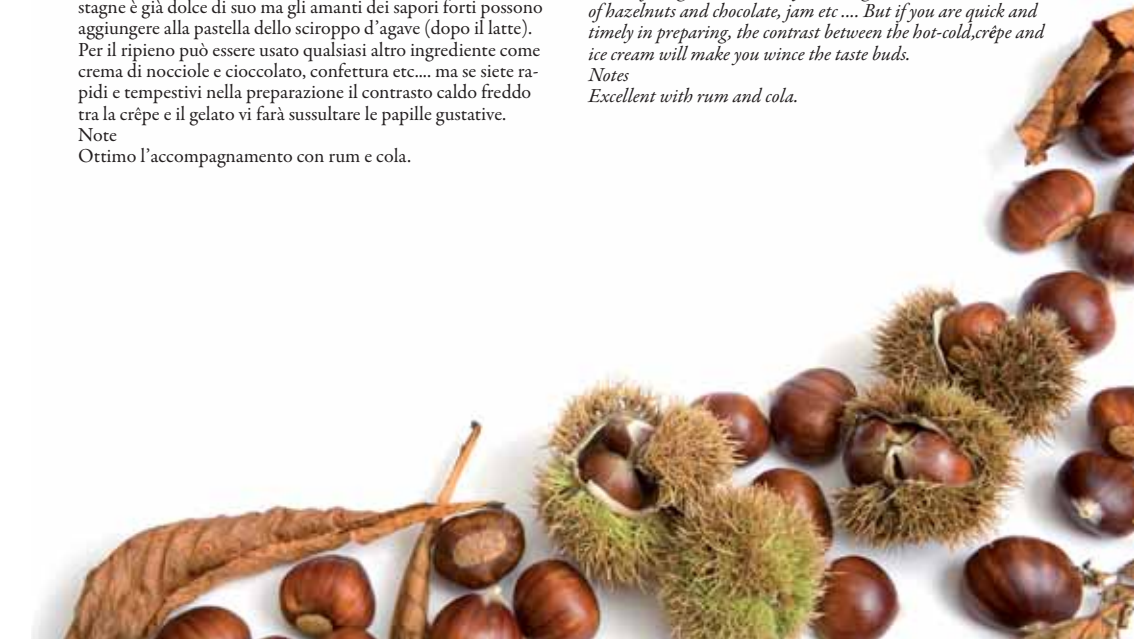 stagne è già dolce di suo ma gli amanti dei sapori forti possono
aggiungere alla pastella dello sciroppo d’agave (dopo il latte).
Per il ripieno può essere usato qualsiasi altro ingrediente come
crema di nocciole e cioccolato, confettura etc.... ma se siete ra-
pidi e tempestivi nella preparazione il contrasto caldo freddo
tra la crêpe e il gelato vi farà sussultare le papille gustative.
Note
Ottimo l’accompagnamento con rum e cola.
of hazelnuts and chocolate, jam etc .... But if you are quick and
timely in preparing, the contrast between the hot-cold,crêpe and
ice cream will make you wince the taste buds.
Notes
Excellent with rum and cola.